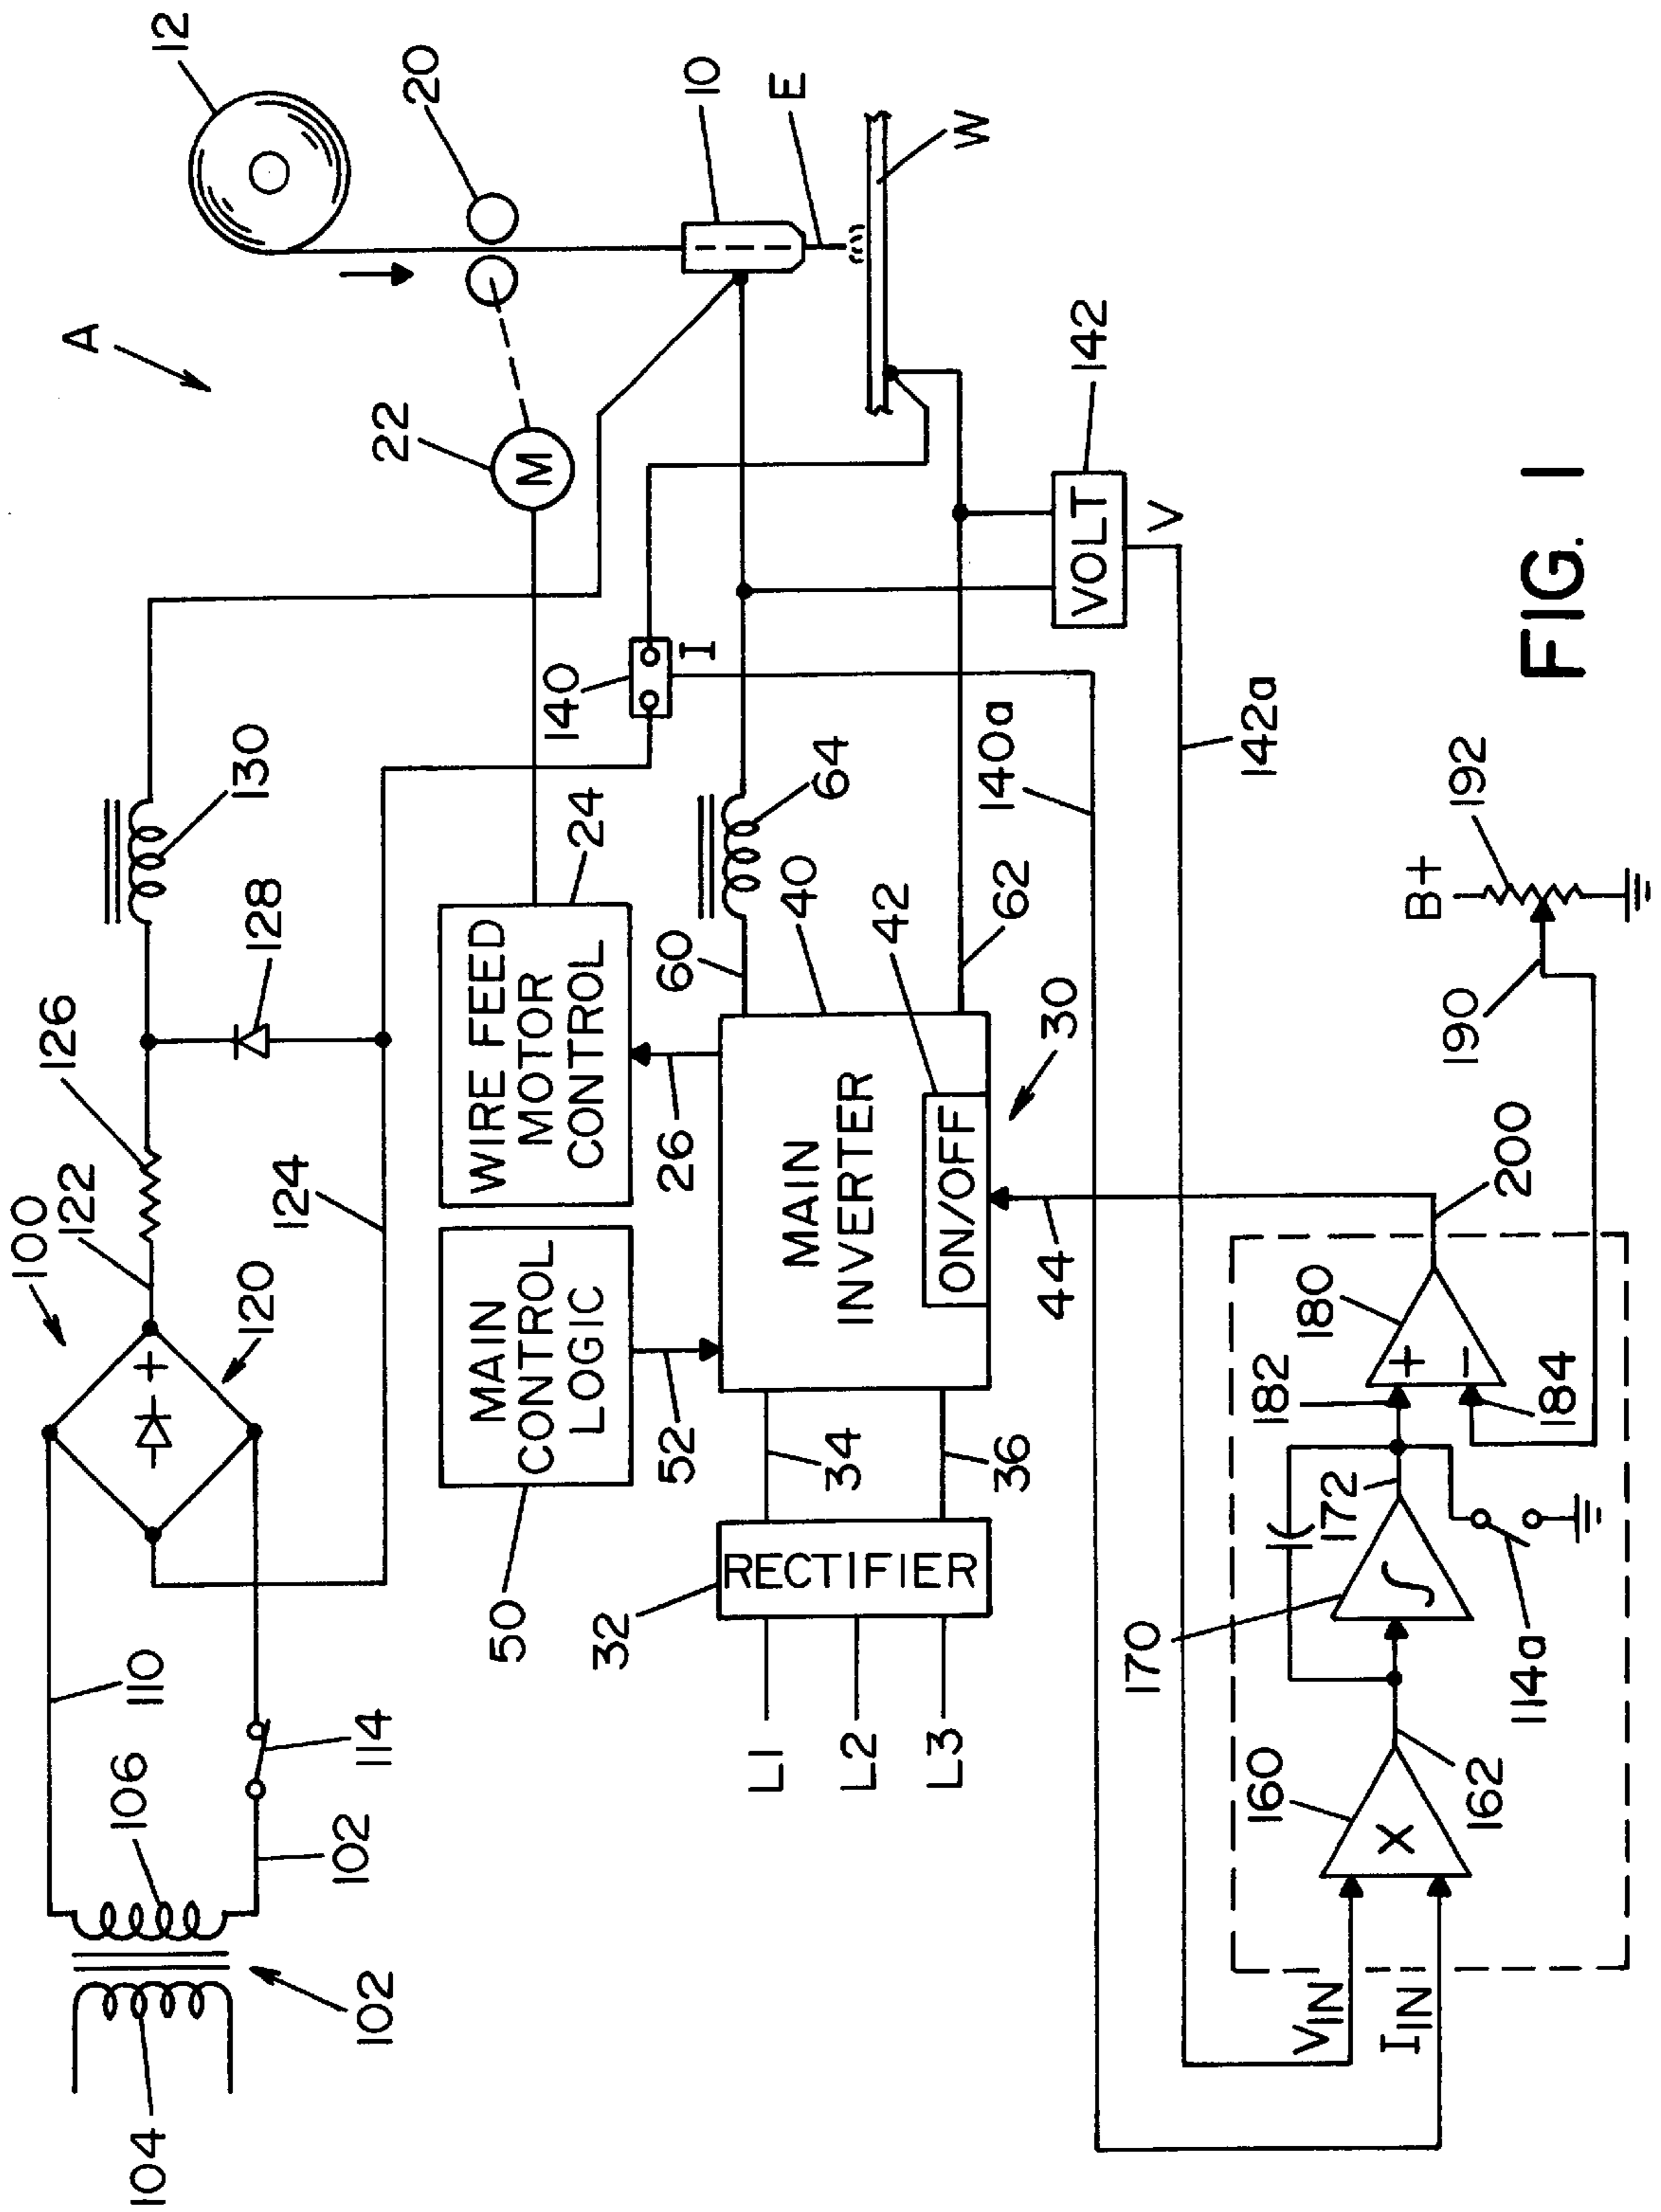 A
12
20
10
E
W
22
M
142
VOLT
V
142a
140
I
140a
130
128
126
122
124
100
120
+
110
114
106
102
102
104
24
WIRE FEED
MOTOR
CONTROL
26
MAIN
CONTROL
LOGIC
50
52
60
64
40
42
62
30
MAIN
INVERTER
ON/OFF
44
34
36
32
RECTIFIER
L1
L2
L3
B+
192
190
200
180
182
184
+
−
172
170
∫
114a
160
162
X
VIN
IIN
FIG. 1